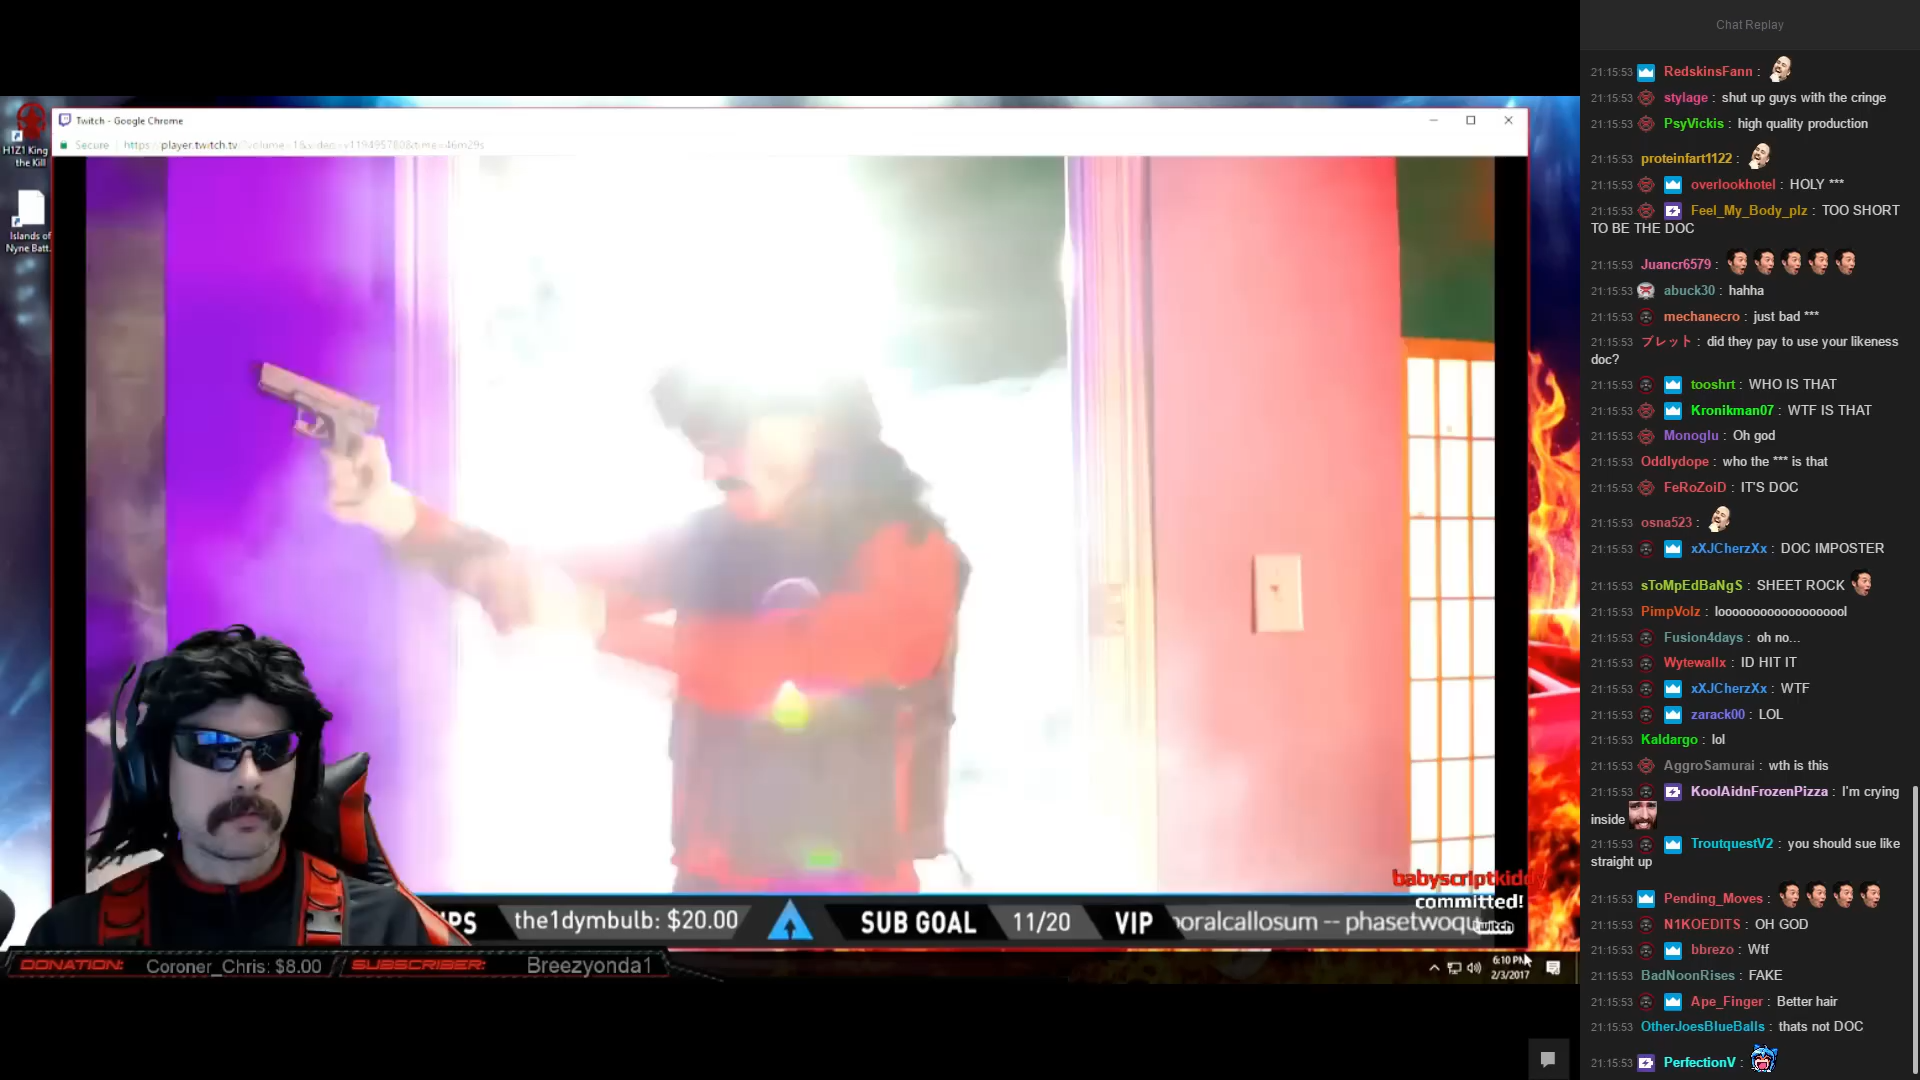 H1Z1 King
the Kill
Islands of
Nyne Batt...
Twitch - Google Chrome
Secure https://player.twitch.tv/?volume=1&video=v119495780&time=46m29s
babyscriptkiddy
committed!
the1dymbulb: $20.00
SUB GOAL
11/20
VIP
oralcallosum -- phasetwoqu
twitch
DONATION:
Coroner_Chris: $8.00
SUBSCRIBER:
Breezyonda1
6:10 PM
2/3/2017
Chat Replay
21:15:53 RedskinsFann :
21:15:53 stylage : shut up guys with the cringe
21:15:53 PsyVickis : high quality production
21:15:53 proteinfart1122 :
21:15:53 overlookhotel : HOLY ***
21:15:53 Feel_My_Body_plz : TOO SHORT
TO BE THE DOC
21:15:53 Juancr6579 :
21:15:53 abuck30 : hahha
21:15:53 mechanecro : just bad ***
21:15:53 ブレット : did they pay to use your likeness
doc?
21:15:53 tooshrt : WHO IS THAT
21:15:53 Kronikman07 : WTF IS THAT
21:15:53 Monoglu : Oh god
21:15:53 Oddlydope : who the *** is that
21:15:53 FeRoZoiD : IT'S DOC
21:15:53 osna523 :
21:15:53 xXJCherzXx : DOC IMPOSTER
21:15:53 sToMpEdBaNgS : SHEET ROCK
21:15:53 PimpVolz : looooooooooooooooool
21:15:53 Fusion4days : oh no...
21:15:53 Wytewallx : ID HIT IT
21:15:53 xXJCherzXx : WTF
21:15:53 zarack00 : LOL
21:15:53 Kaldargo : lol
21:15:53 AggroSamurai : wth is this
21:15:53 KoolAidnFrozenPizza : I'm crying
inside
21:15:53 TroutquestV2 : you should sue like
straight up
21:15:53 Pending_Moves :
21:15:53 N1KOEDITS : OH GOD
21:15:53 bbrezo : Wtf
21:15:53 BadNoonRises : FAKE
21:15:53 Ape_Finger : Better hair
21:15:53 OtherJoesBlueBalls : thats not DOC
21:15:53 PerfectionV :